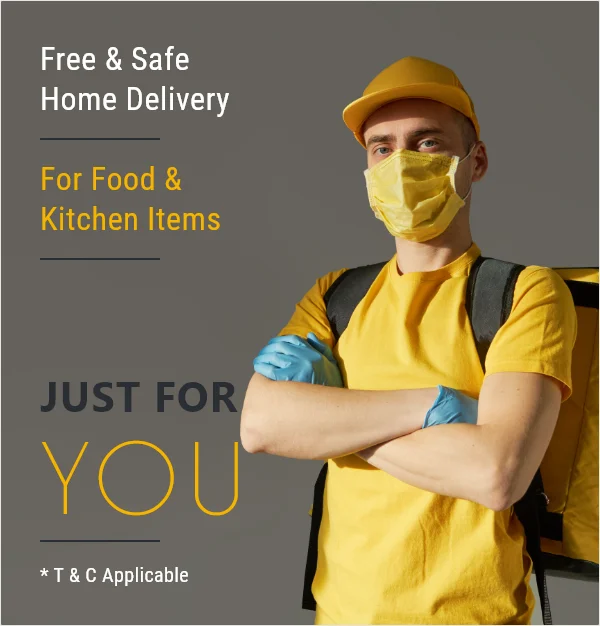 Free & Safe
Home Delivery
For Food &
Kitchen Items
JUST FOR
YOU
* T & C Applicable